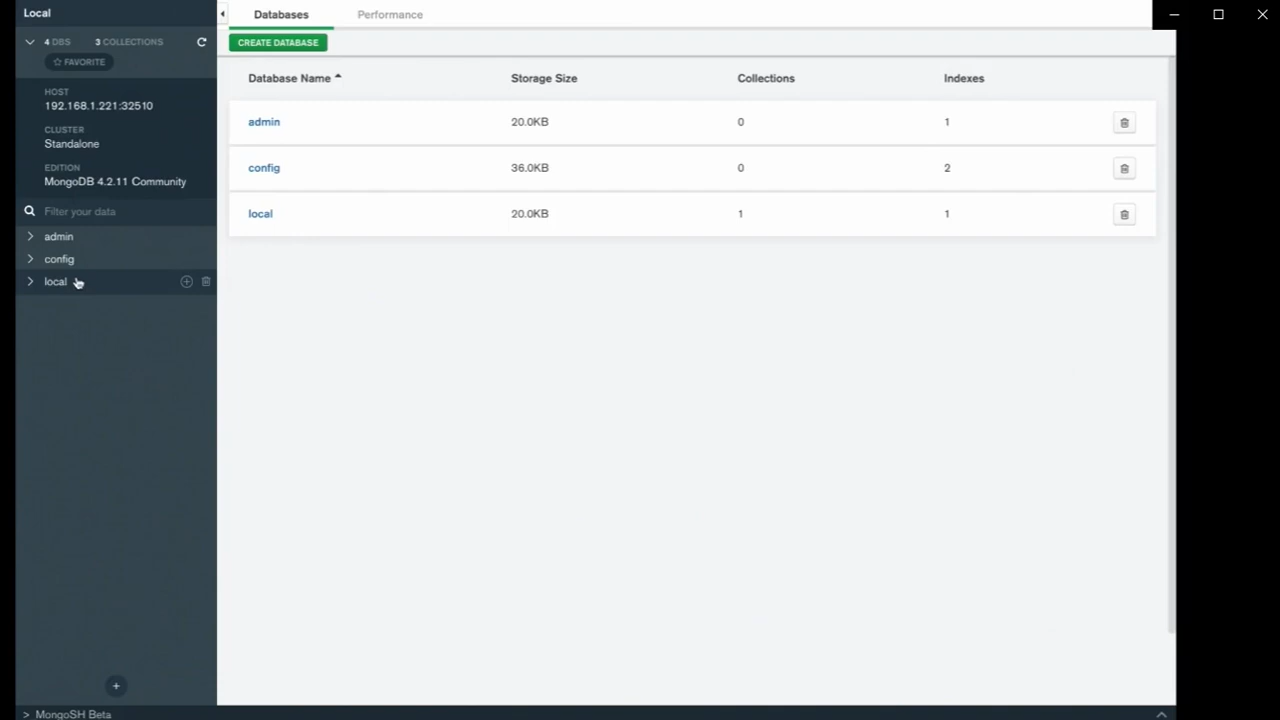 Local
4 DBS 3 COLLECTIONS
FAVORITE
HOST
192.168.1.221:32510
CLUSTER
Standalone
EDITION
MongoDB 4.2.11 Community
Filter your data
admin
config
local
MongoSH Beta
Databases Performance
CREATE DATABASE
Database Name Storage Size Collections Indexes
admin 20.0KB 0 1
config 36.0KB 0 2
local 20.0KB 1 1